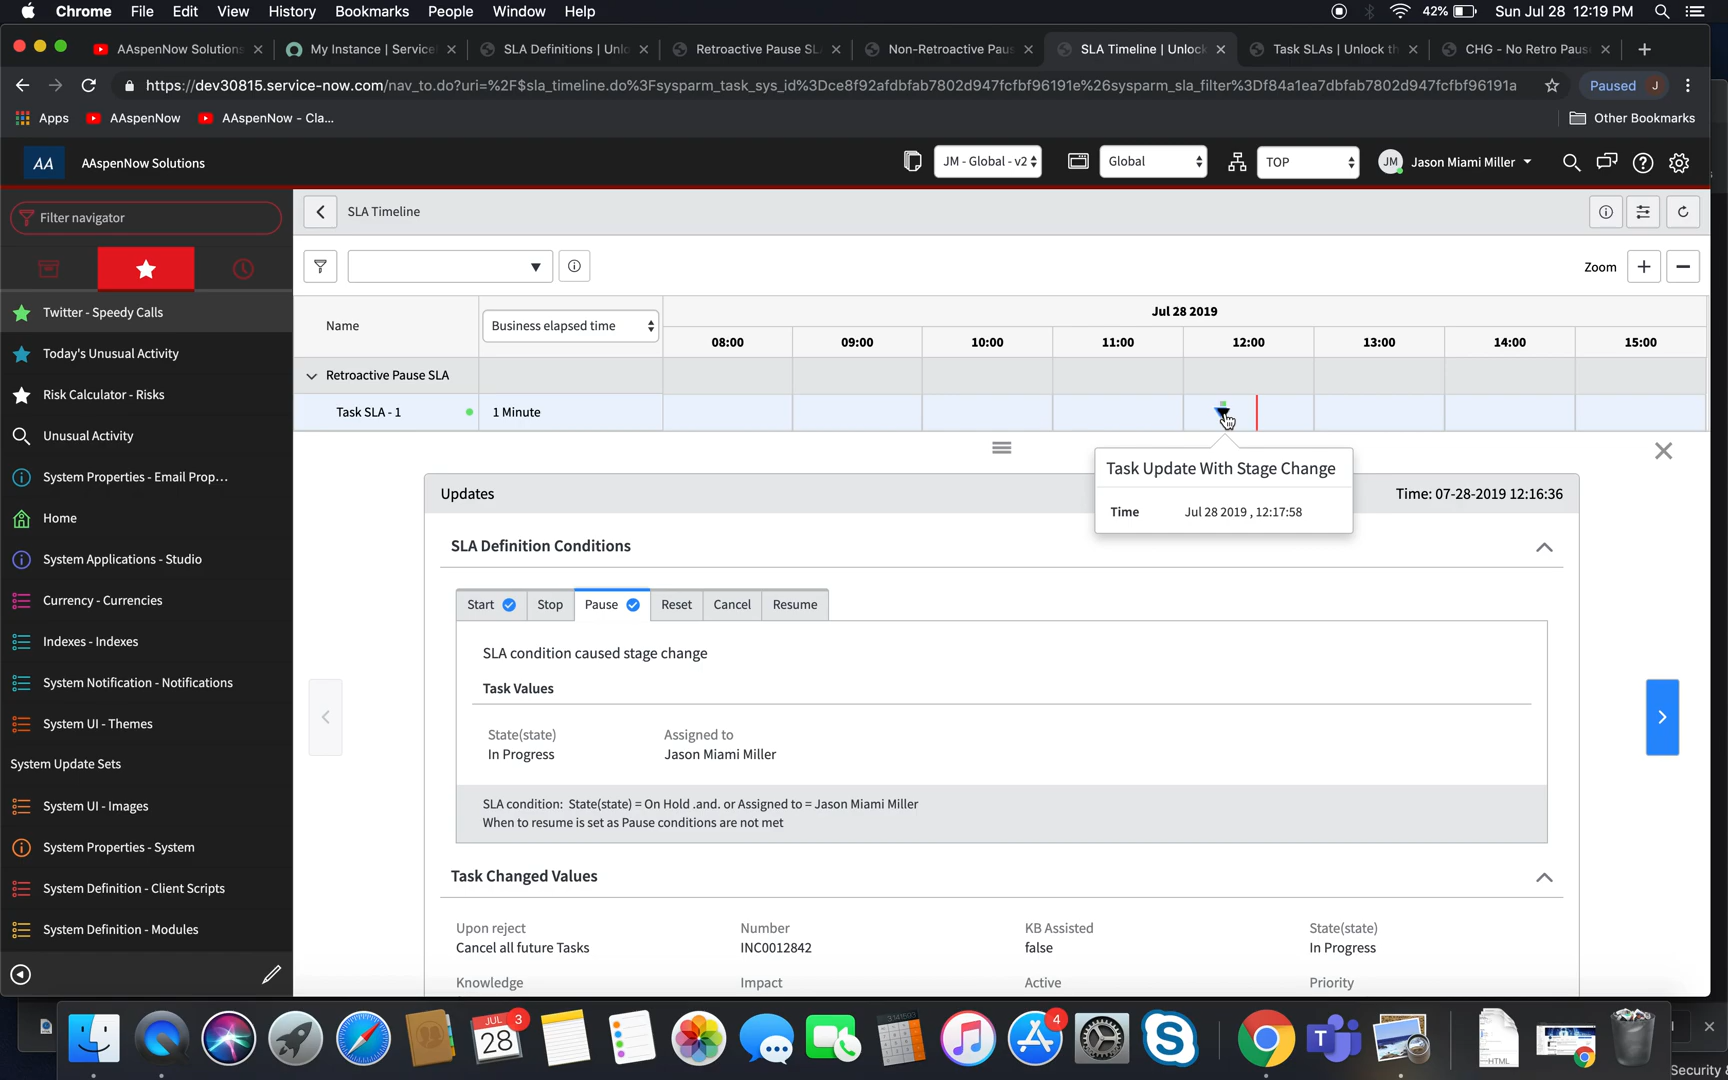 Chrome File Edit View History Bookmarks People Window Help 42% Sun Jul 28 12:19 PM
AAspenNow Solutions My Instance | Service SLA Definitions | Unlo Retroactive Pause SL Non-Retroactive Pau SLA Timeline | Unlock Task SLAs | Unlock th CHG - No Retro Paus
https://dev30815.service-now.com/nav_to.do?uri=%2F$sla_timeline.do%3Fsysparm_task_sys_id%3Dce8f92afdbfab7802d947fcfbf96191e%26sysparm_sla_filter%3Df84a1ea7dbfab7802d947fcfbf96191a Paused J
Apps AAspenNow AAspenNow - Cla... Other Bookmarks
AA AAspenNow Solutions JM - Global - v2 Global TOP JM Jason Miami Miller
Filter navigator
SLA Timeline
Zoom
Twitter - Speedy Calls
Today's Unusual Activity
Risk Calculator - Risks
Unusual Activity
System Properties - Email Prop...
Home
System Applications - Studio
Currency - Currencies
Indexes - Indexes
System Notification - Notifications
System UI - Themes
System Update Sets
System UI - Images
System Properties - System
System Definition - Client Scripts
System Definition - Modules
Name Business elapsed time
Jul 28 2019
08:00 09:00 10:00 11:00 12:00 13:00 14:00 15:00
Retroactive Pause SLA
Task SLA - 1 1 Minute
Task Update With Stage Change
Time Jul 28 2019 , 12:17:58
Updates Time: 07-28-2019 12:16:36
SLA Definition Conditions
Start Stop Pause Reset Cancel Resume
SLA condition caused stage change
Task Values
State(state) Assigned to
In Progress Jason Miami Miller
SLA condition: State(state) = On Hold .and. or Assigned to = Jason Miami Miller
When to resume is set as Pause conditions are not met
Task Changed Values
Upon reject Number KB Assisted State(state)
Cancel all future Tasks INC0012842 false In Progress
Knowledge Impact Active Priority
JUL 28 3
4
HTML
Security